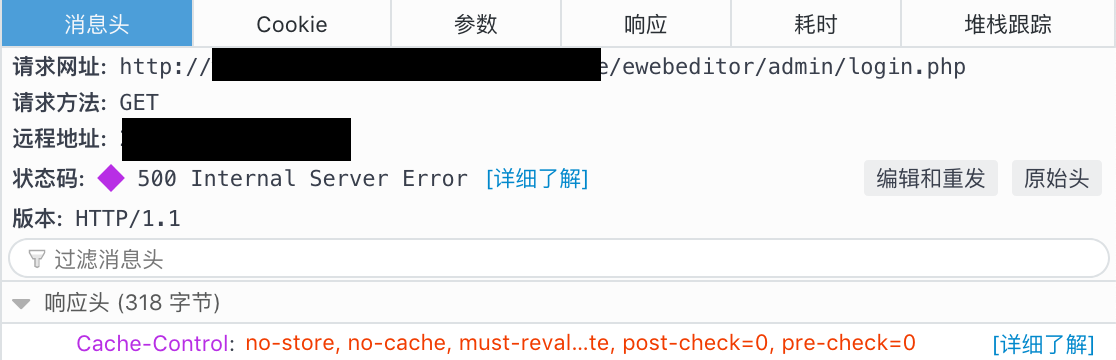 消息头 Cookie 参数 响应 耗时 堆栈跟踪
请求网址: http:// e/ewebeditor/admin/login.php
请求方法: GET
远程地址:
状态码: 500 Internal Server Error [详细了解] 编辑和重发 原始头
版本: HTTP/1.1
过滤消息头
响应头 (318 字节)
Cache-Control: no-store, no-cache, must-reval…te, post-check=0, pre-check=0 [详细了解]